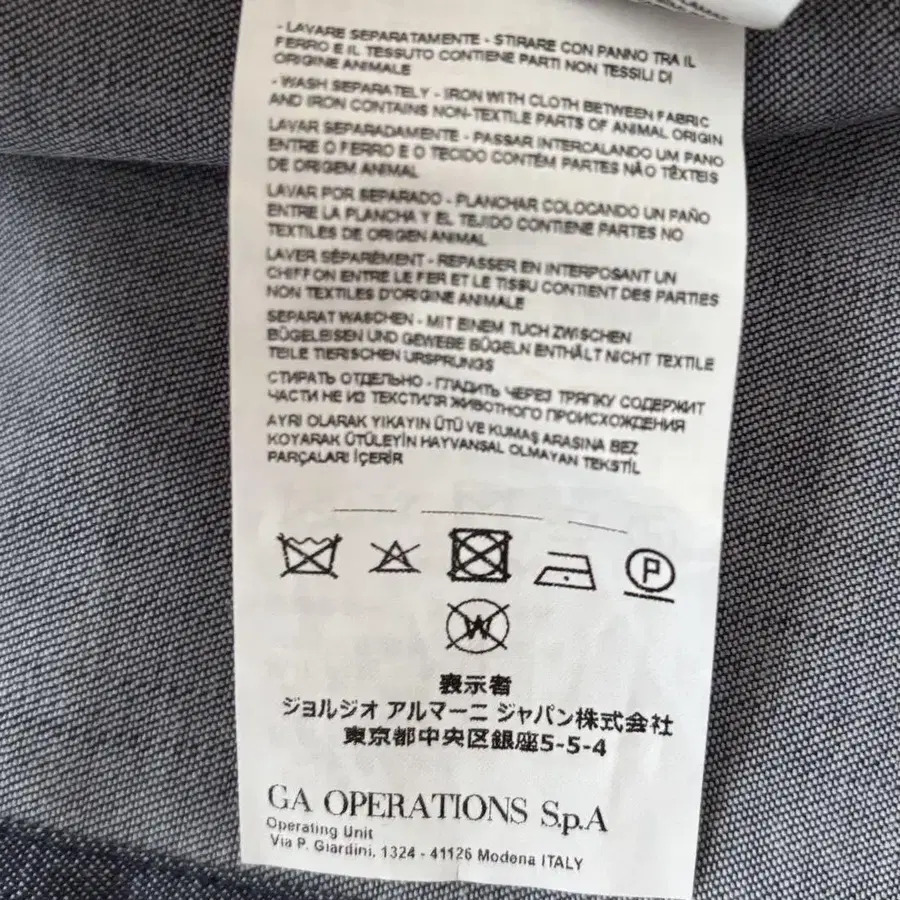 - LAVARE SEPARATAMENTE - STIRARE CON PANNO TRA IL
FERRO E IL TESSUTO CONTIENE PARTI NON TESSILI DI
ORIGINE ANIMALE
- WASH SEPARATELY - IRON WITH CLOTH BETWEEN FABRIC
AND IRON CONTAINS NON-TEXTILE PARTS OF ANIMAL ORIGIN
LAVAR SEPARADAMENTE - PASSAR INTERCALANDO UM PANO
ENTRE O FERRO E O TECIDO CONTÉM PARTES NÃO TÊXTEIS
DE ORIGEM ANIMAL
LAVAR POR SEPARADO - PLANCHAR COLOCANDO UN PAÑO
ENTRE LA PLANCHA Y EL TEJIDO CONTIENE PARTES NO
TEXTILES DE ORIGEN ANIMAL
LAVER SÉPARÉMENT - REPASSER EN INTERPOSANT UN
CHIFFON ENTRE LE FER ET LE TISSU CONTIENT DES PARTIES
NON TEXTILES D'ORIGINE ANIMALE
SEPARAT WASCHEN - MIT EINEM TUCH ZWISCHEN
BÜGELEISEN UND GEWEBE BÜGELN ENTHÄLT NICHT TEXTILE
TEILE TIERISCHEN URSPRUNGS
СТИРАТЬ ОТДЕЛЬНО - ГЛАДИТЬ ЧЕРЕЗ ТРЯПКУ СОДЕРЖИТ
ЧАСТИ НЕ ИЗ ТЕКСТИЛЯ ЖИВОТНОГО ПРОИСХОЖДЕНИЯ
AYRI OLARAK YIKAYIN ÜTÜ VE KUMAŞ ARASINA BEZ
KOYARAK ÜTÜLEYİN HAYVANSAL OLMAYAN TEKSTİL
PARÇALARI İÇERİR
P
W
表示者
ジョルジオ アルマーニ ジャパン株式会社
東京都中央区銀座5-5-4
GA OPERATIONS S.p.A
Operating Unit
Via P. Giardini, 1324 - 41126 Modena ITALY